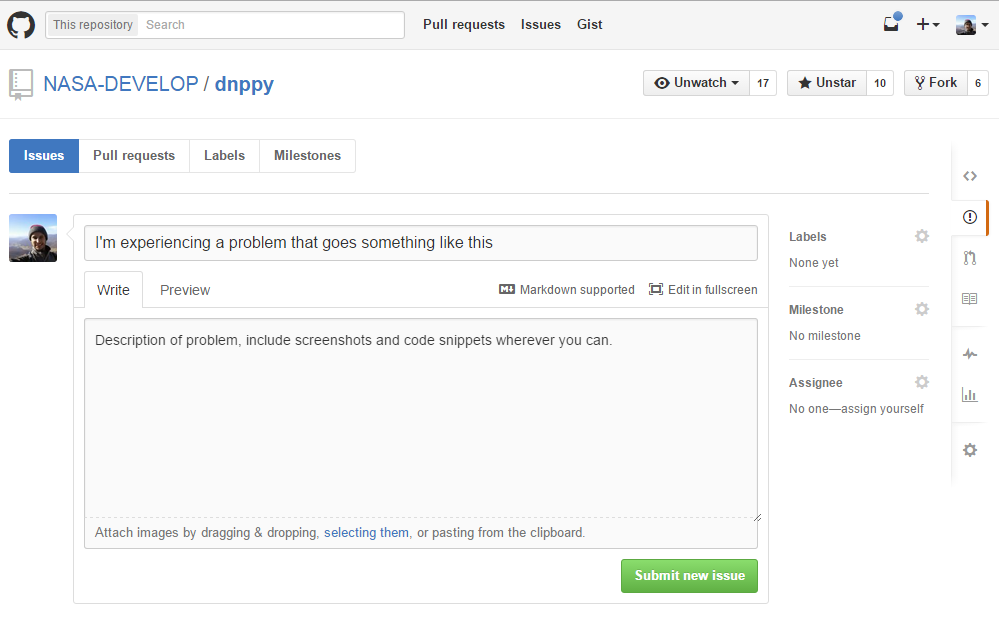 This repository Search Pull requests Issues Gist
NASA-DEVELOP / dnppy Unwatch 17 Unstar 10 Fork 6
Issues Pull requests Labels Milestones
I'm experiencing a problem that goes something like this
Write Preview Markdown supported Edit in fullscreen
Description of problem, include screenshots and code snippets wherever you can.
Attach images by dragging & dropping, selecting them, or pasting from the clipboard.
Submit new issue
Labels
None yet
Milestone
No milestone
Assignee
No one—assign yourself